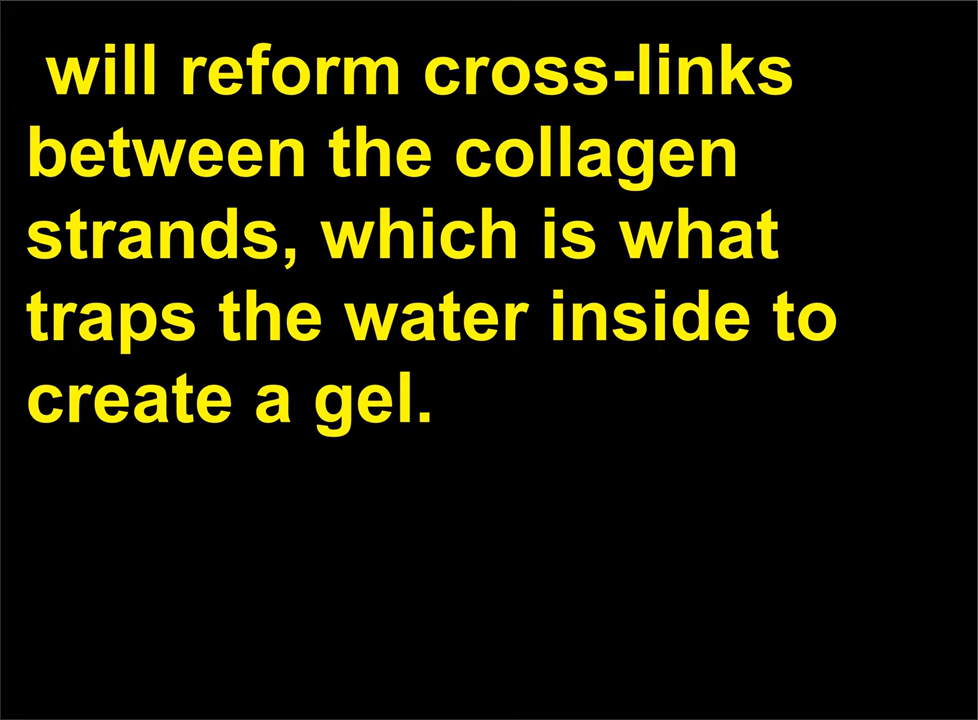 will reform cross-links
between the collagen
strands, which is what
traps the water inside to
create a gel.